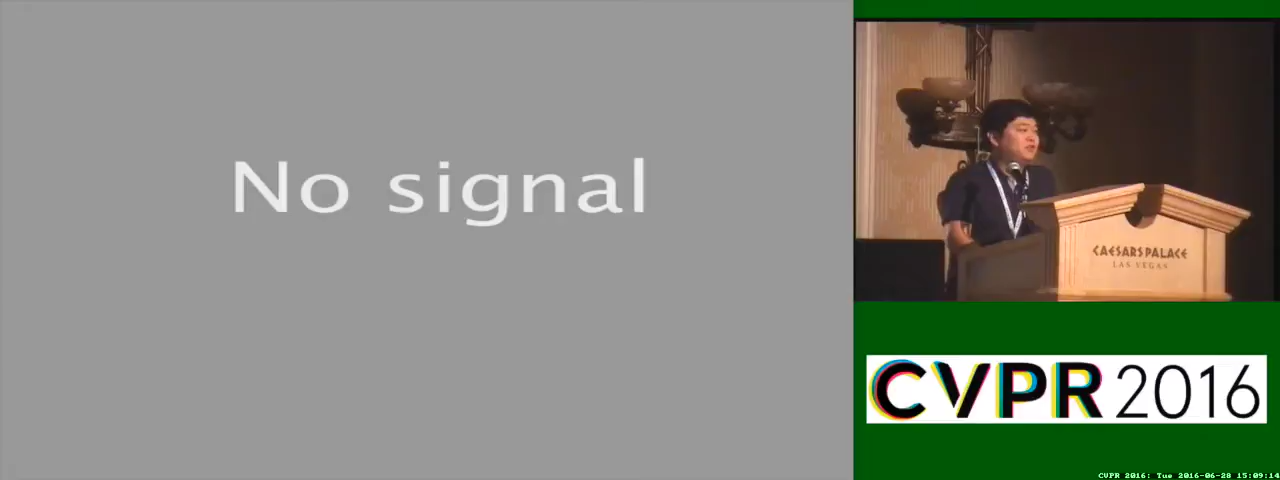 No signal
CAESARS PALACE
LAS VEGAS
CVPR 2016
CVPR 2016: Tue 2016-06-28 15:09:14